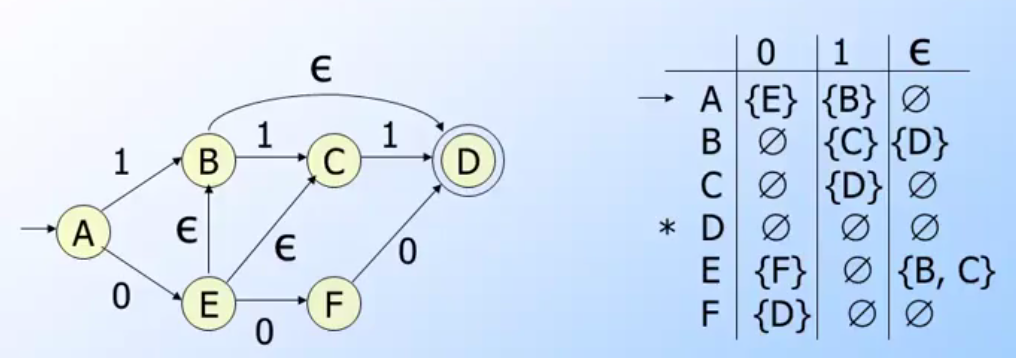 ϵ
1
1
1
B
C
D
A
ϵ
ϵ
0
0
E
F
0
0 1 ϵ
A {E} {B} ∅
B ∅ {C} {D}
C ∅ {D} ∅
* D ∅ ∅ ∅
E {F} ∅ {B, C}
F {D} ∅ ∅